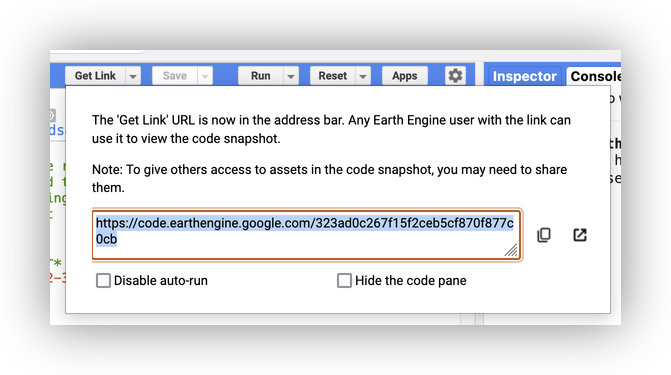 Get Link Save Run Reset Apps Inspector Console
The 'Get Link' URL is now in the address bar. Any Earth Engine user with the link can
use it to view the code snapshot.
Note: To give others access to assets in the code snapshot, you may need to share
them.
https://code.earthengine.google.com/323ad0c267f15f2ceb5cf870f877c
0cb
Disable auto-run Hide the code pane